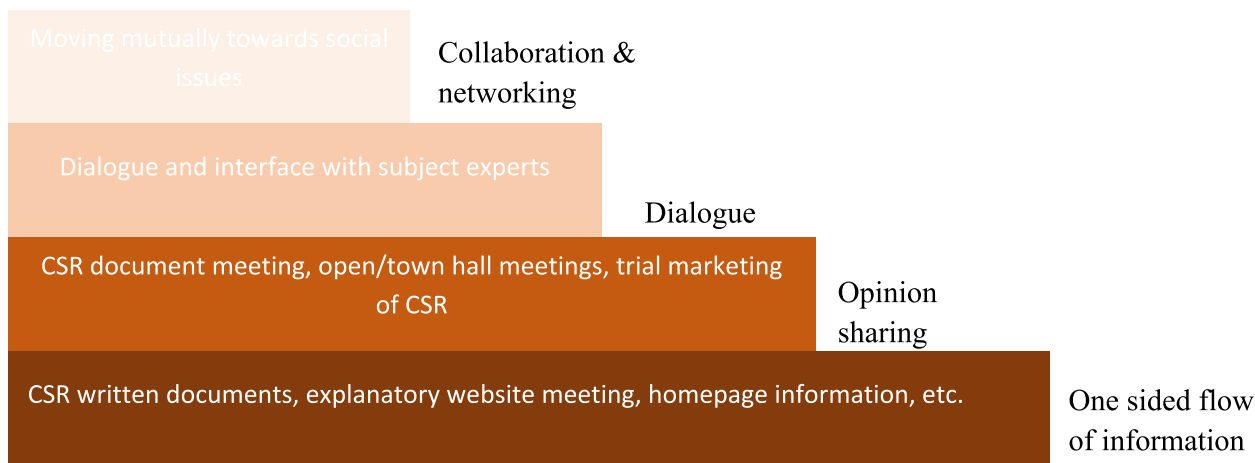 Moving mutually towards social
issues
Collaboration &
networking
Dialogue and interface with subject experts
Dialogue
CSR document meeting, open/town hall meetings, trial marketing
of CSR
Opinion
sharing
CSR written documents, explanatory website meeting, homepage information, etc.
One sided flow
of information